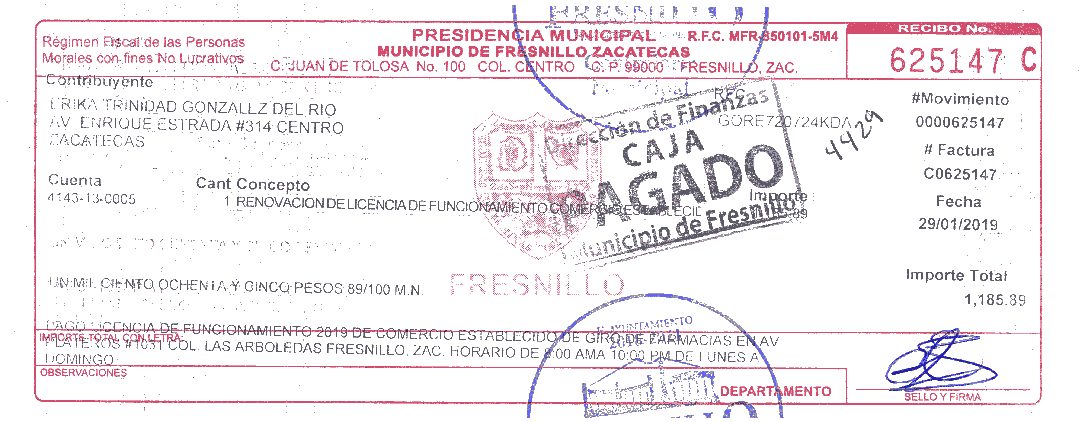 FRESNILLO
PRESIDENCIA MUNICIPAL R.F.C. MFR-850101-5M4
MUNICIPIO DE FRESNILLO, ZACATECAS
C. JUAN DE TOLOSA No. 100 COL. CENTRO C. P. 99000 FRESNILLO, ZAC.
Régimen Fiscal de las Personas
Morales con fines No Lucrativos
RECIBO No.
625147 C
Contribuyente
ERIKA TRINIDAD GONZALEZ DEL RIO
AV. ENRIQUE ESTRADA #314 CENTRO
ZACATECAS
RFC
GORE720724KDA
4429
#Movimiento
0000625147
# Factura
C0625147
Fecha
29/01/2019
Dirección de Finanzas
CAJA
PAGADO
Municipio de Fresnillo
Cuenta Cant Concepto Importe
4143-13-0005 1 RENOVACION DE LICENCIA DE FUNCIONAMIENTO COMERCIO ESTABLECIL
FRESNILLO
UN MIL CIENTO OCHENTA Y CINCO PESOS 89/100 M.N.
Importe Total
1,185.89
PAGO LICENCIA DE FUNCIONAMIENTO 2019 DE COMERCIO ESTABLECIDO DE GIRO DE FARMACIAS EN AV
IMPORTE TOTAL CON LETRA:
PLATEROS #1031 COL. LAS ARBOLEDAS FRESNILLO, ZAC. HORARIO DE 8:00 AMA 10:00 PM DE LUNES A
DOMINGO
AYUNTAMIENTO
OBSERVACIONES
DEPARTAMENTO
SELLO Y FIRMA